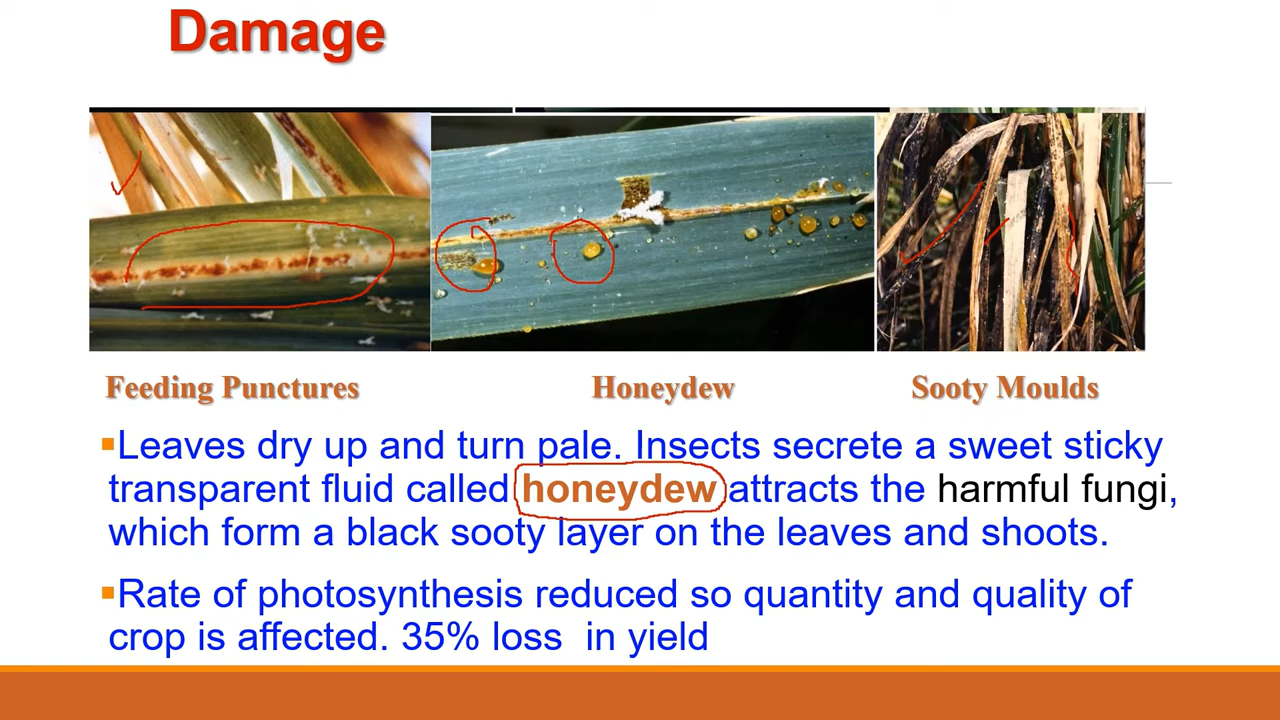 Damage
Feeding Punctures
Honeydew
Sooty Moulds
▪Leaves dry up and turn pale. Insects secrete a sweet sticky
transparent fluid called honeydew attracts the harmful fungi,
which form a black sooty layer on the leaves and shoots.
▪Rate of photosynthesis reduced so quantity and quality of
crop is affected. 35% loss in yield